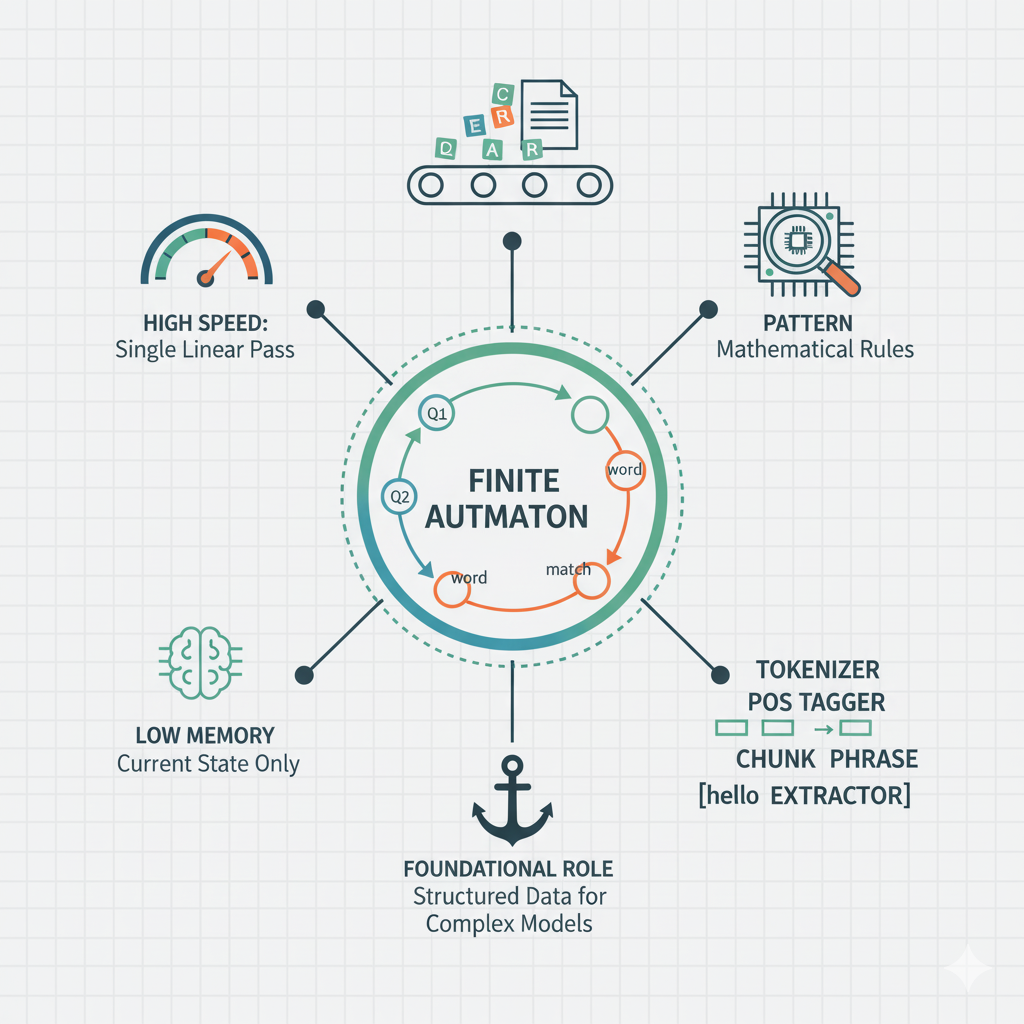 C
R
E
D A R
HIGH SPEED:
Single Linear Pass
PATTERN
Mathematical Rules
Q1
word
Q2
FINITE
AUTMATON
word
match
LOW MEMORY
Current State Only
TOKENIZER
POS TAGGER
CHUNK PHRASE
[hello EXTRACTOR]
FOUNDATIONAL ROLE
Structured Data for
Complex Models